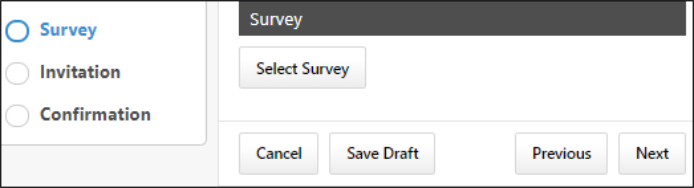 Survey
Invitation
Confirmation
Survey
Select Survey
Cancel Save Draft Previous Next